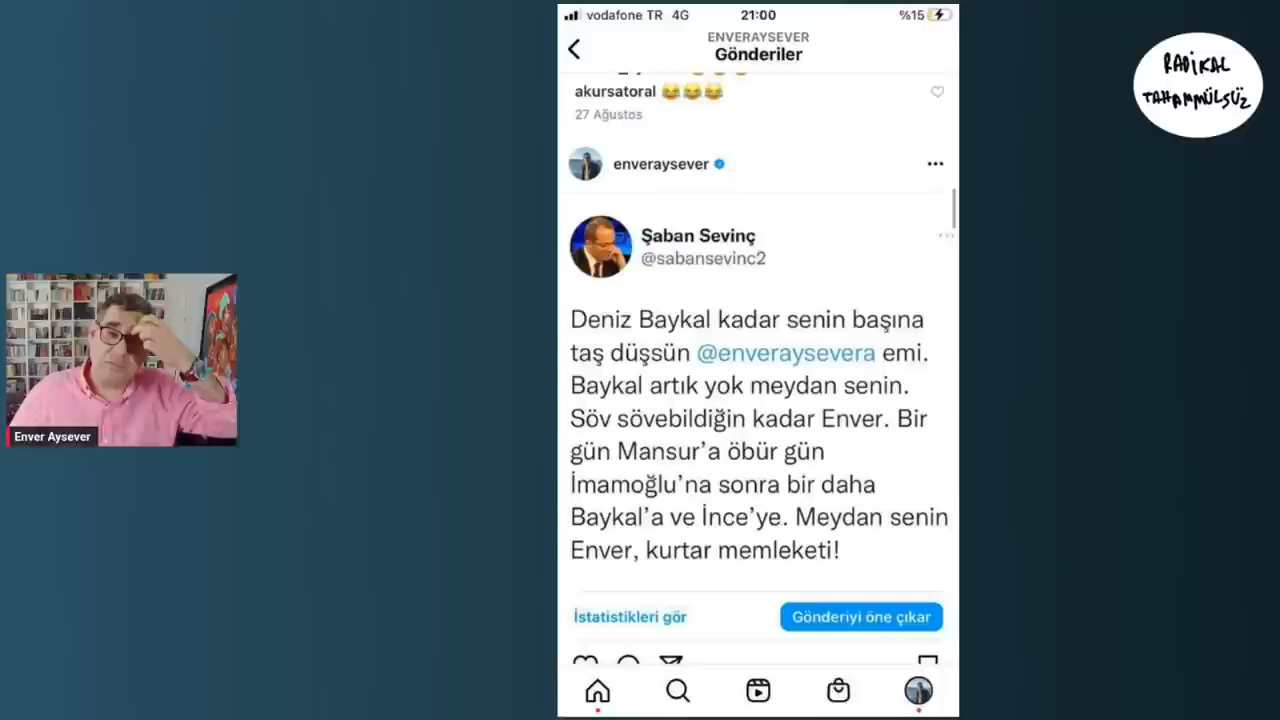 vodafone TR 4G 21:00 %15
ENVERAYSEVER
Gönderiler
akursatoral 😂😂😂
27 Ağustos
enveraysever
Şaban Sevinç
@sabansevinc2
Deniz Baykal kadar senin başına
taş düşsün @enveraysevera emi.
Baykal artık yok meydan senin.
Söv sövebildiğin kadar Enver. Bir
gün Mansur'a öbür gün
İmamoğlu'na sonra bir daha
Baykal'a ve İnce'ye. Meydan senin
Enver, kurtar memleketi!
İstatistikleri gör
Gönderiyi öne çıkar
Enver Aysever
RADİKAL
TAHAMMÜLSÜZ